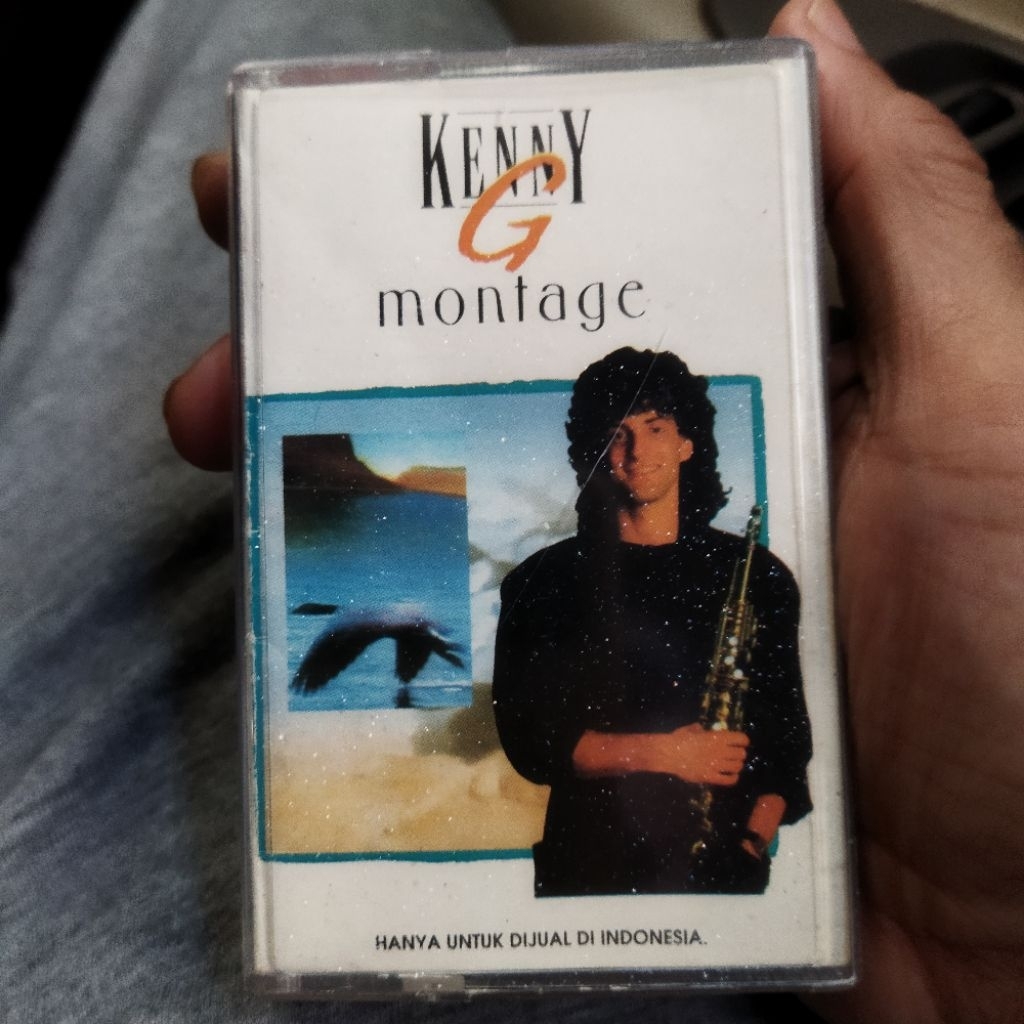 KENNY
G
montage
HANYA UNTUK DIJUAL DI INDONESIA.